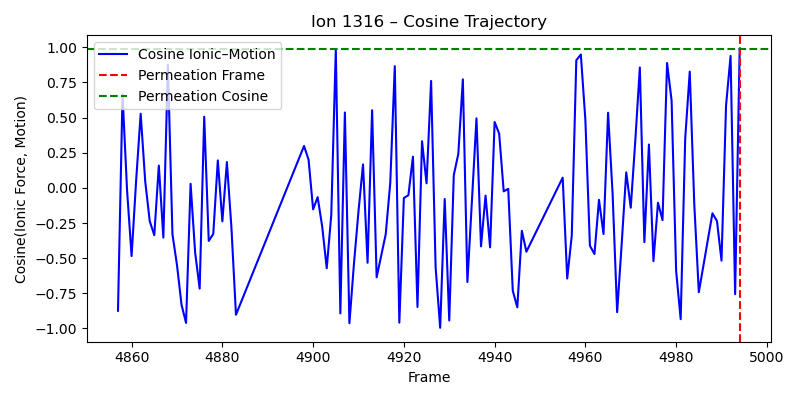 Ion 1316 – Cosine Trajectory
Cosine(Ionic Force, Motion)
1.00
0.75
0.50
0.25
0.00
−0.25
−0.50
−0.75
−1.00
Cosine Ionic–Motion
Permeation Frame
Permeation Cosine
4860
4880
4900
4920
4940
4960
4980
5000
Frame